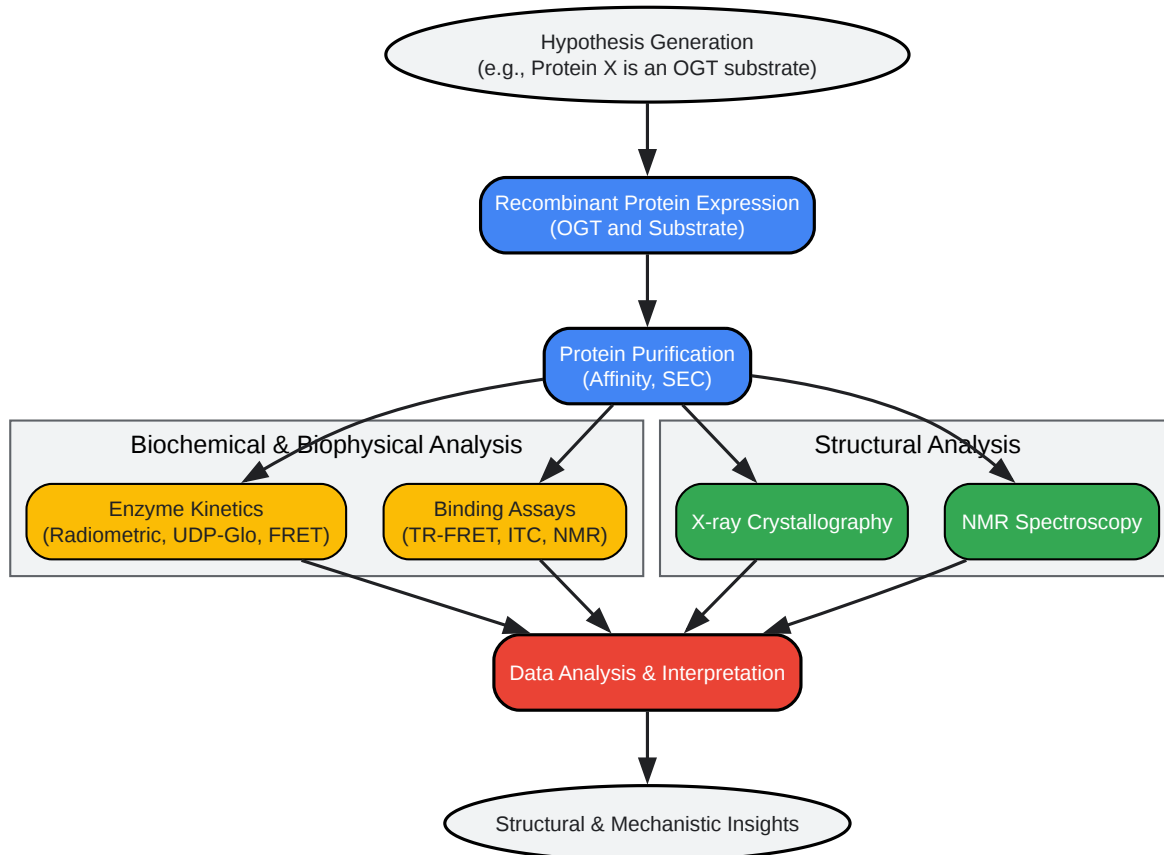 Hypothesis Generation
(e.g., Protein X is an OGT substrate)
Recombinant Protein Expression
(OGT and Substrate)
Protein Purification
(Affinity, SEC)
Biochemical & Biophysical Analysis
Enzyme Kinetics
(Radiometric, UDP-Glo, FRET)
Binding Assays
(TR-FRET, ITC, NMR)
Structural Analysis
X-ray Crystallography
NMR Spectroscopy
Data Analysis & Interpretation
Structural & Mechanistic Insights